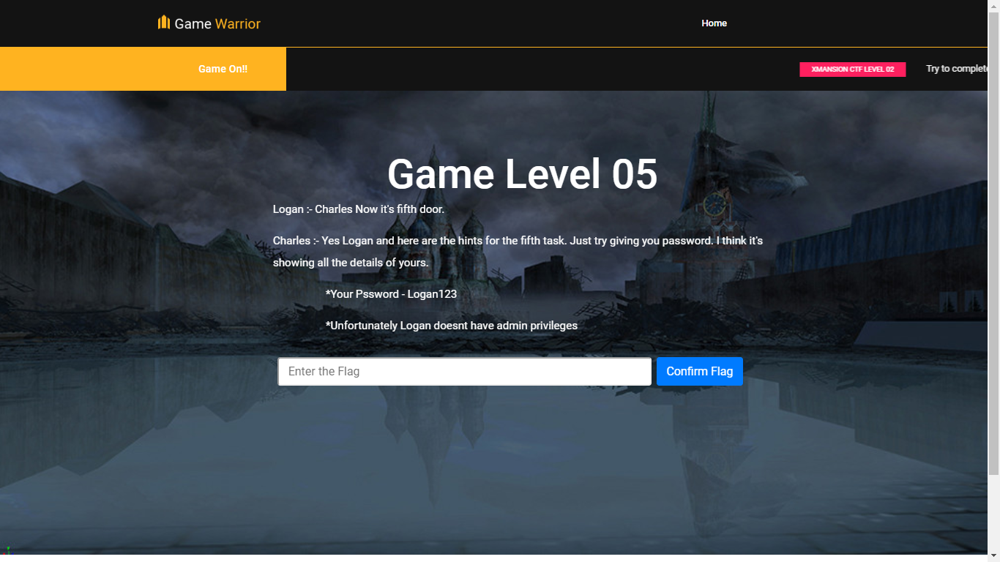 Game Warrior
Home
Game On!!
XMANSION CTF LEVEL 02
Try to complete
Game Level 05
Logan :- Charles Now it's fifth door.
Charles :- Yes Logan and here are the hints for the fifth task. Just try giving you password. I think it's
showing all the details of yours.
*Your Pssword - Logan123
*Unfortunately Logan doesnt have admin privileges
Enter the Flag
Confirm Flag